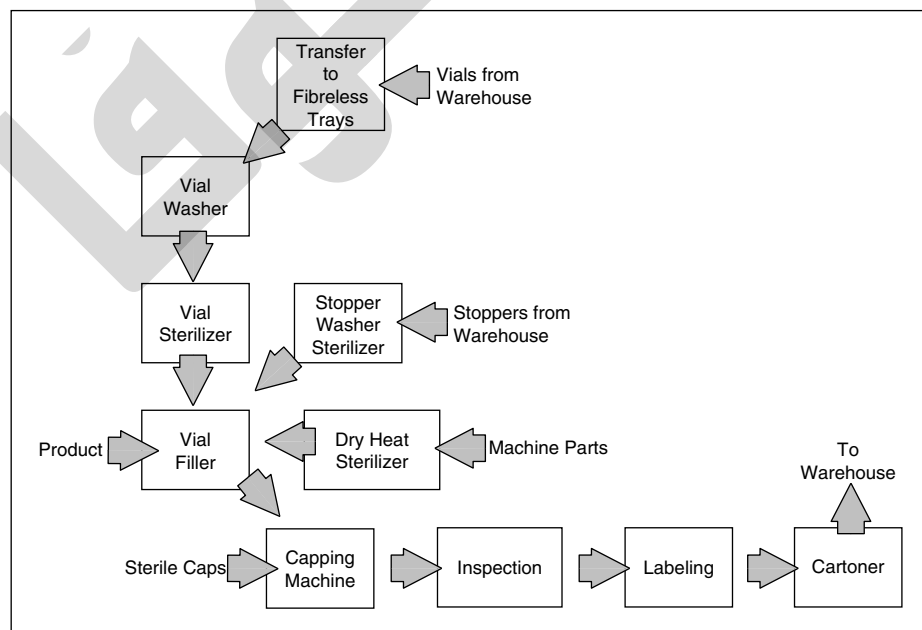 Transfer
to
Fibreless
Trays
Vials from
Warehouse
Vial
Washer
Vial
Sterilizer
Stopper
Washer
Sterilizer
Stoppers from
Warehouse
Product
Vial
Filler
Dry Heat
Sterilizer
Machine Parts
To
Warehouse
Sterile Caps
Capping
Machine
Inspection
Labeling
Cartoner